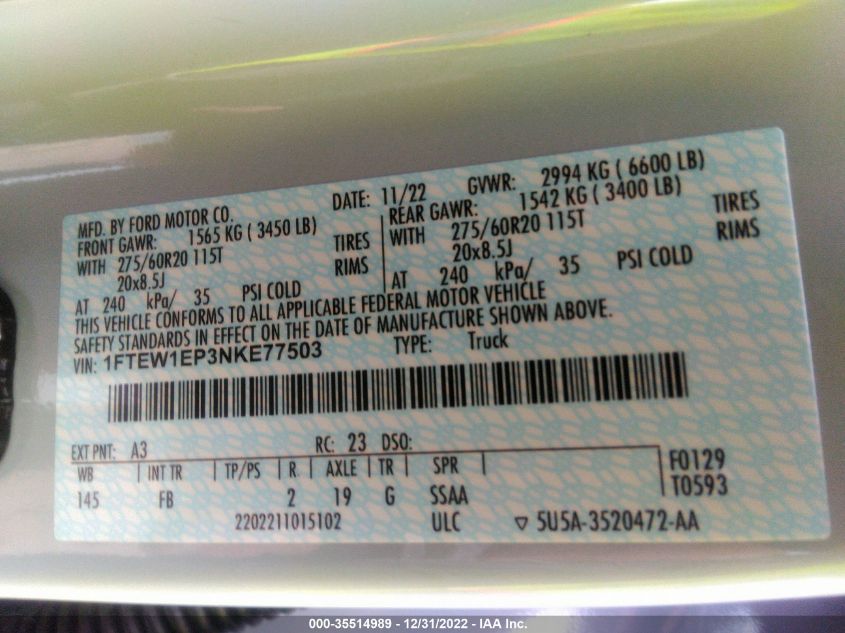 MFD. BY FORD MOTOR CO. DATE: 11/22 GVWR: 2994 KG ( 6600 LB)
FRONT GAWR: 1565 KG ( 3450 LB) REAR GAWR: 1542 KG ( 3400 LB)
WITH 275/60R20 115T TIRES WITH 275/60R20 115T TIRES
20x8.5J RIMS 20x8.5J RIMS
AT 240 kPa/ 35 PSI COLD AT 240 kPa/ 35 PSI COLD
THIS VEHICLE CONFORMS TO ALL APPLICABLE FEDERAL MOTOR VEHICLE
SAFETY STANDARDS IN EFFECT ON THE DATE OF MANUFACTURE SHOWN ABOVE.
VIN: 1FTEW1EP3NKE77503 TYPE: Truck
EXT PNT: A3 RC: 23 DSO:
WB INT TR TP/PS R AXLE TR SPR F0129
145 FB 2 19 G SSAA T0593
2202211015102 ULC ▽ 5U5A-3520472-AA
000-35514989 - 12/31/2022 - IAA Inc.